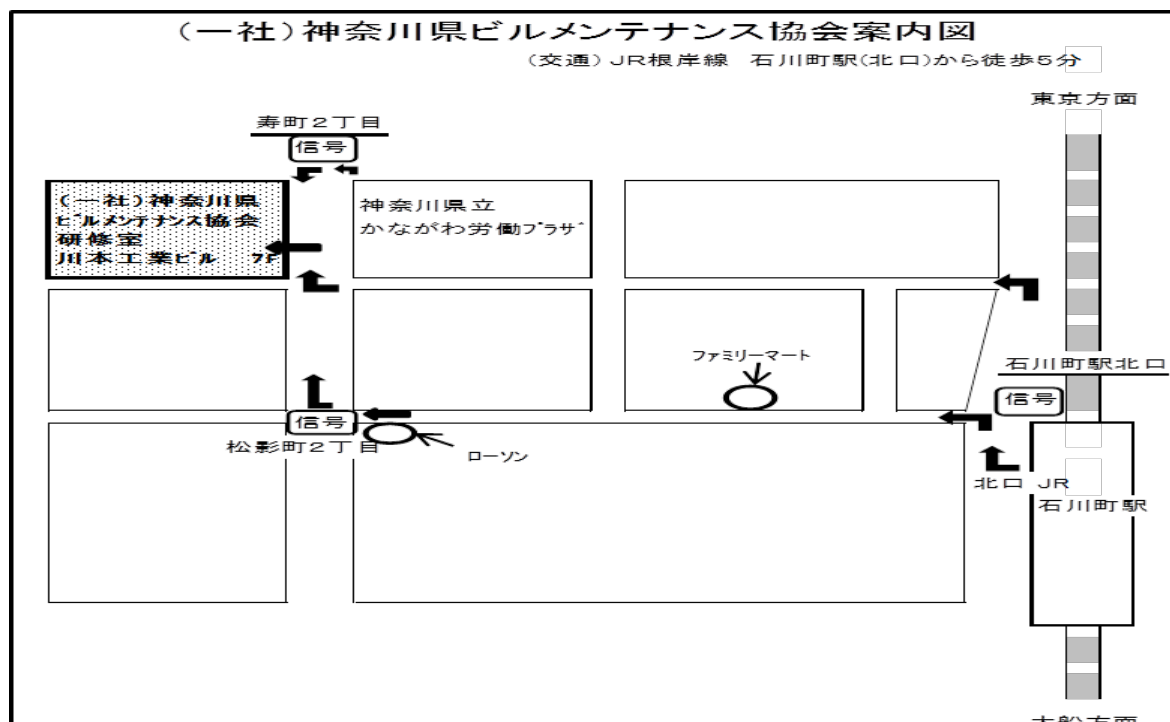 (一社)神奈川県ビルメンテナンス協会案内図
(交通)JR根岸線 石川町駅(北口)から徒歩5分
東京方面
寿町2丁目
信号
(一社)神奈川県
ビルメンテナンス協会
研修室
川本工業ビル 7F
神奈川県立
かながわ労働プラザ
ファミリーマート
石川町駅北口
信号
信号
松影町2丁目
ローソン
北口 JR
石川町駅
大船方面